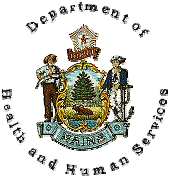 Department of
MAINE
Health and Human Services